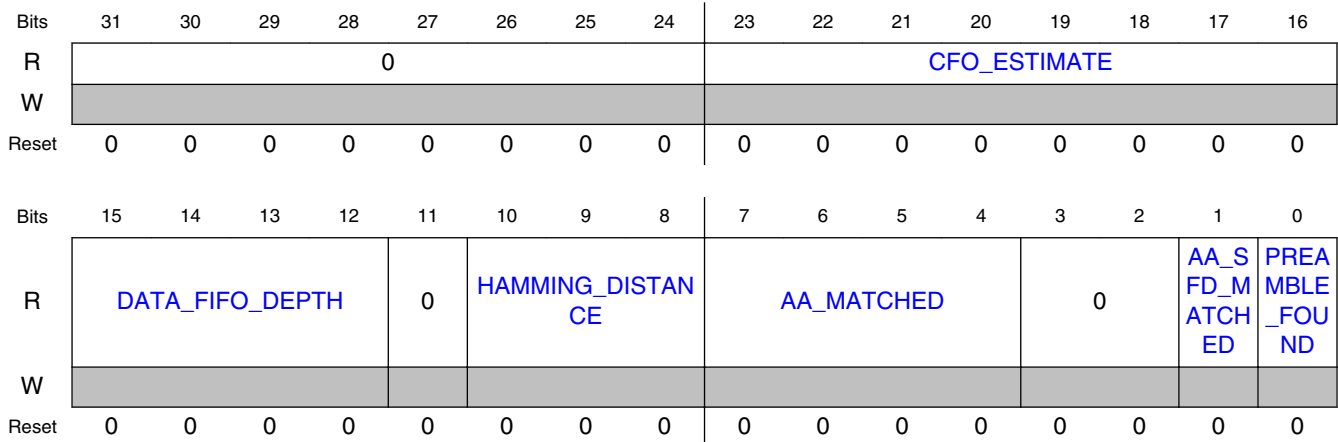 Bits 31 30 29 28 27 26 25 24 23 22 21 20 19 18 17 16
R 0 CFO_ESTIMATE
W
Reset 0 0 0 0 0 0 0 0 0 0 0 0 0 0 0 0
Bits 15 14 13 12 11 10 9 8 7 6 5 4 3 2 1 0
R DATA_FIFO_DEPTH 0 HAMMING_DISTAN
CE AA_MATCHED 0 AA_S
FD_M
ATCH
ED PREA
MBLE
_FOU
ND
W
Reset 0 0 0 0 0 0 0 0 0 0 0 0 0 0 0 0